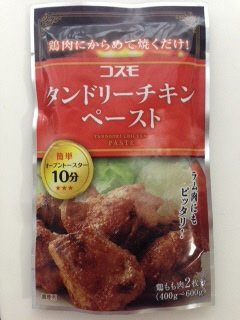 鶏肉にからめて焼くだけ!
コスモ
タンドリーチキン
ペースト
TANDOORI CHICKEN
PASTE
簡単
オーブントースター
10分
★★★
ラム肉にも
ピッタリ!
鶏もも肉2枚
(400g~600g)